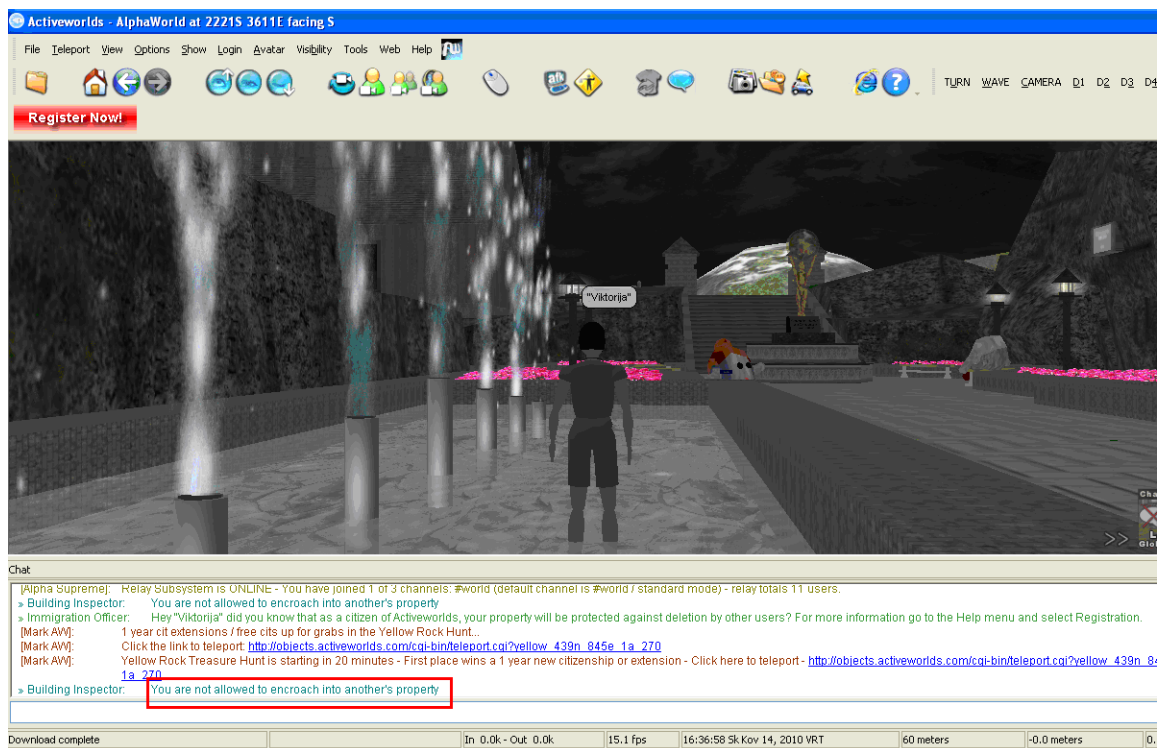 Activeworlds - AlphaWorld at 2221S 3611E facing S
File Teleport View Options Show Login Avatar Visibility Tools Web Help
TURN WAVE CAMERA D1 D2 D3 D4
Register Now!
"Viktorija"
>>
Chat
[Alpha Supreme]: Relay Subsystem is ONLINE - You have joined 1 of 3 channels: #world (default channel is #world / standard mode) - relay totals 11 users.
» Building Inspector: You are not allowed to encroach into another's property
» Immigration Officer: Hey "Viktorija" did you know that as a citizen of Activeworlds, your property will be protected against deletion by other users? For more information go to the Help menu and select Registration.
[Mark AW]: 1 year cit extensions / free cits up for grabs in the Yellow Rock Hunt...
[Mark AW]: Click the link to teleport: http://objects.activeworlds.com/cgi-bin/teleport.cgi?yellow_439n_845e_1a_270
[Mark AW]: Yellow Rock Treasure Hunt is starting in 20 minutes - First place wins a 1 year new citizenship or extension - Click here to teleport - http://objects.activeworlds.com/cgi-bin/teleport.cgi?yellow_439n_84
1a_270
» Building Inspector: You are not allowed to encroach into another's property
Download complete In 0.0k - Out 0.0k 15.1 fps 16:36:58 Sk Kov 14, 2010 VRT 60 meters -0.0 meters 0.